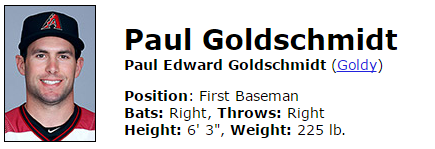 Paul Goldschmidt
Paul Edward Goldschmidt (Goldy)
Position: First Baseman
Bats: Right, Throws: Right
Height: 6' 3", Weight: 225 lb.